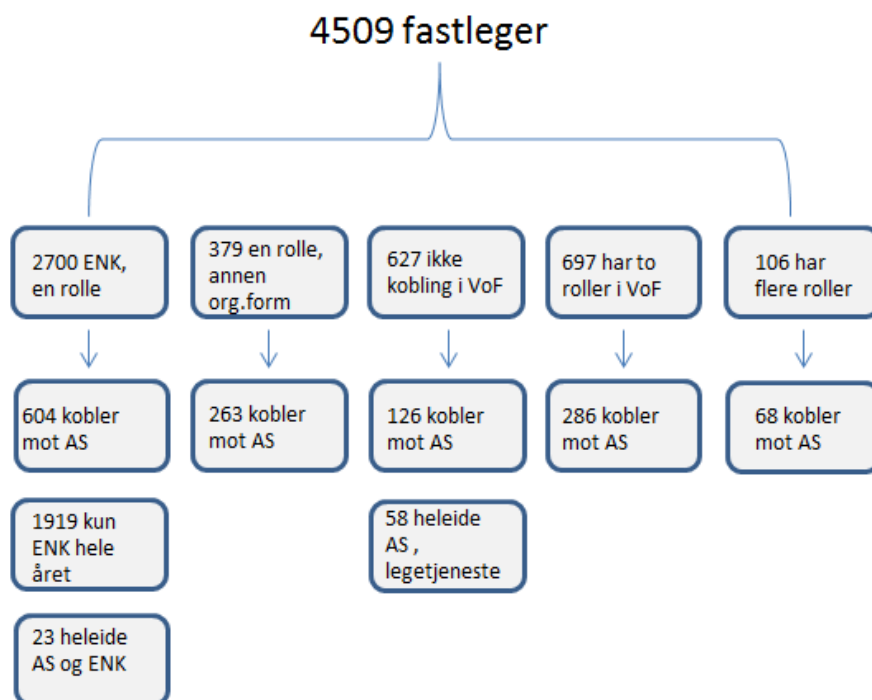 4509 fastleger
2700 ENK,
en rolle
379 en rolle,
annen
org.form
627 ikke
kobling i VoF
697 har to
roller i VoF
106 har
flere roller
604 kobler
mot AS
263 kobler
mot AS
126 kobler
mot AS
286 kobler
mot AS
68 kobler
mot AS
1919 kun
ENK hele
året
58 heleide
AS ,
legetjeneste
23 heleide
AS og ENK